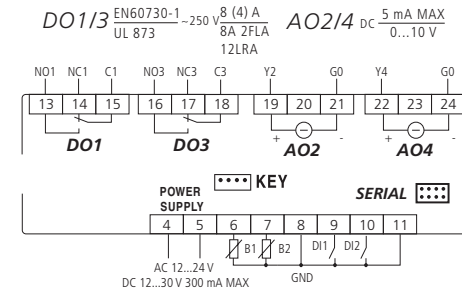 DO1/3 EN60730-1 ~250 V 8 (4) A AO2/4 DC 5 mA MAX
UL 873 8A 2FLA 0...10 V
12LRA
NO1 NC1 C1 NO3 NC3 C3 Y2 G0 Y4 G0
13 14 15 16 17 18 19 20 21 22 23 24
DO1 DO3 + - AO2 + - AO4
KEY
POWER SUPPLY
SERIAL
4 5 6 7 8 9 10 11
B1 B2 DI1 DI2
AC 12...24 V
DC 12...30 V 300 mA MAX
GND